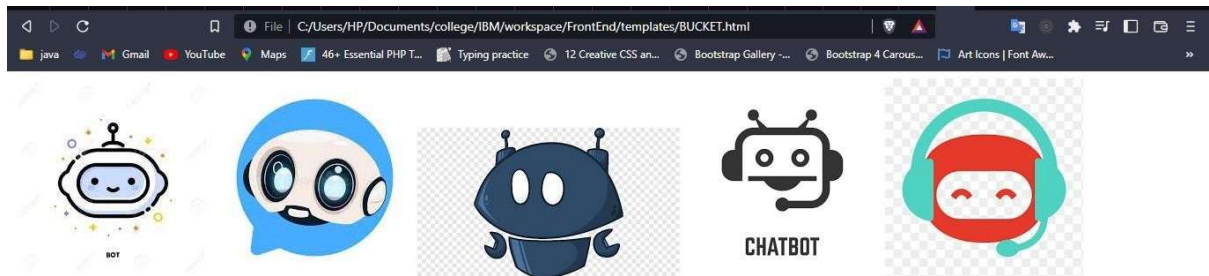 File | C:/Users/HP/Documents/college/IBM/workspace/FrontEnd/templates/BUCKET.html
java Gmail YouTube Maps 46+ Essential PHP T... Typing practice 12 Creative CSS an... Bootstrap Gallery -... Bootstrap 4 Carous... Art Icons | Font Aw... »
BOT
CHATBOT